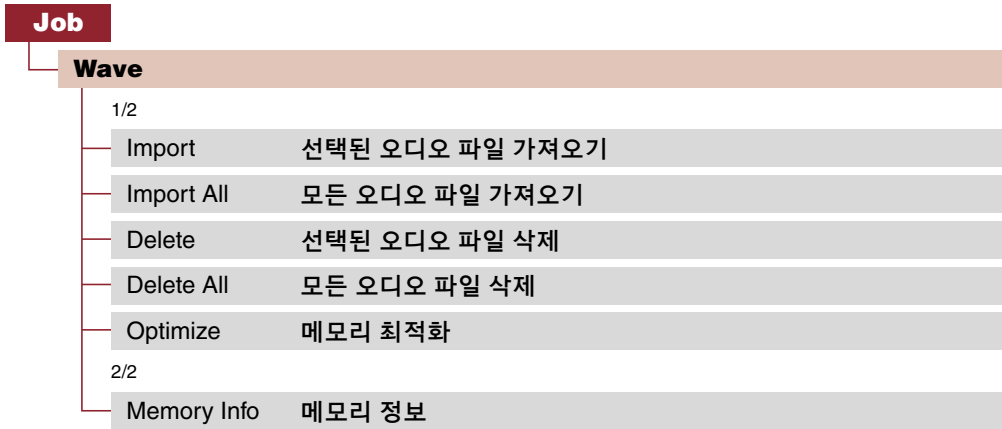 Job
Wave
1/2
Import 선택된 오디오 파일 가져오기
Import All 모든 오디오 파일 가져오기
Delete 선택된 오디오 파일 삭제
Delete All 모든 오디오 파일 삭제
Optimize 메모리 최적화
2/2
Memory Info 메모리 정보